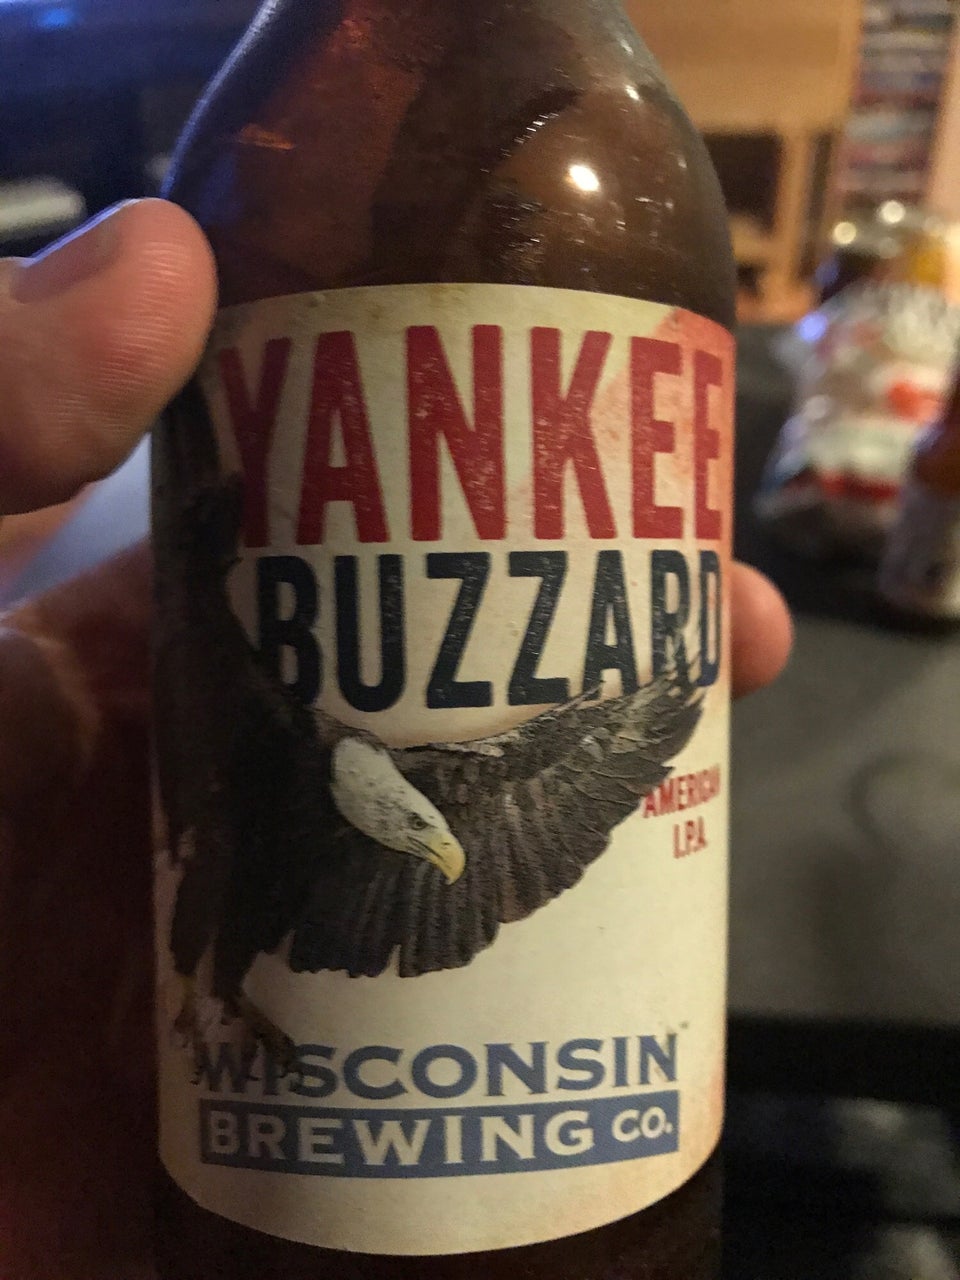 YANKEE
BUZZARD
AMERICAN
I.P.A
WISCONSIN
BREWING CO.